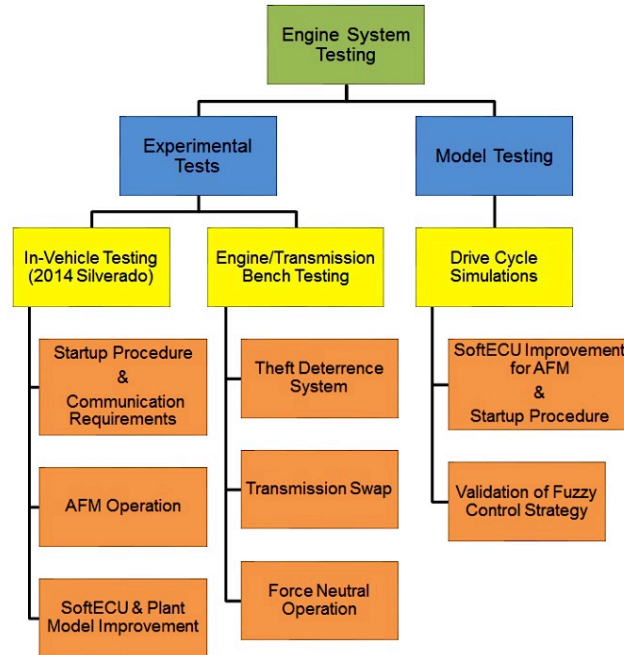 Engine System
Testing
Experimental
Tests
Model Testing
In-Vehicle Testing
(2014 Silverado)
Engine/Transmission
Bench Testing
Drive Cycle
Simulations
Startup Procedure
&
Communication
Requirements
AFM Operation
SoftECU & Plant
Model Improvement
Theft Deterrence
System
Transmission Swap
Force Neutral
Operation
SoftECU Improvement
for AFM
&
Startup Procedure
Validation of Fuzzy
Control Strategy